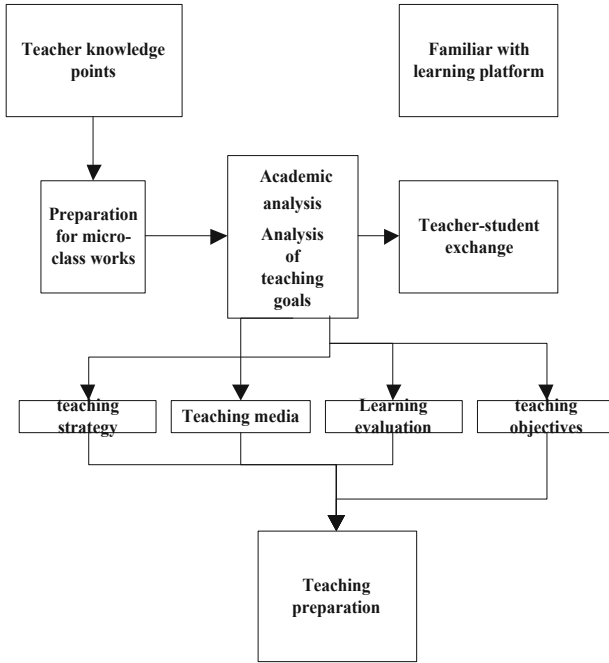 Teacher knowledge
points
Familiar with
learning platform
Preparation
for micro-
class works
Academic
analysis
Analysis
of
teaching
goals
Teacher-student
exchange
teaching
strategy
Teaching media
Learning
evaluation
teaching
objectives
Teaching
preparation